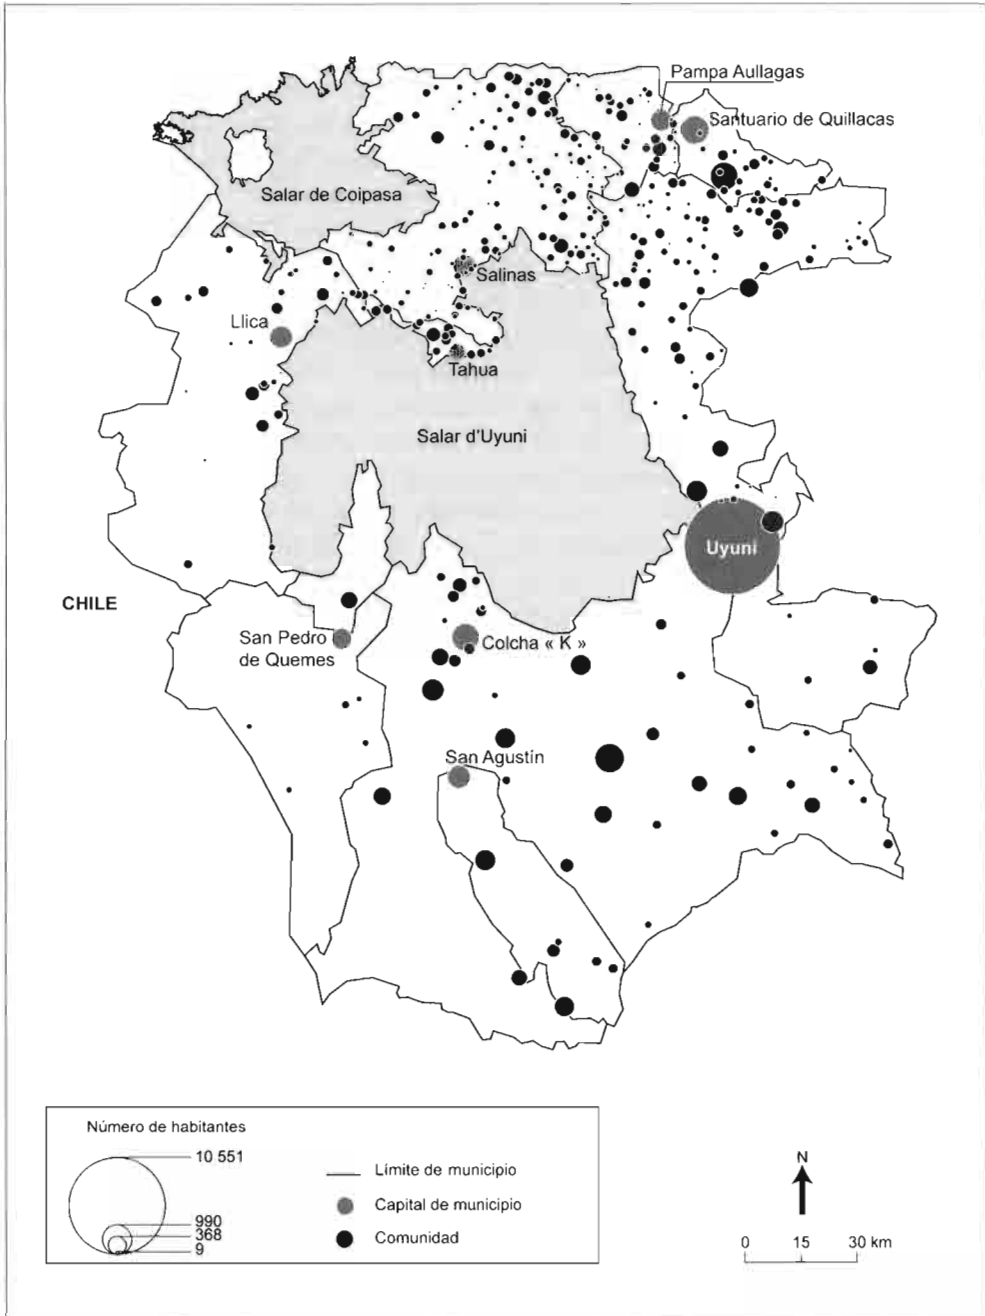 Pampa Aullagas
Santuario de Quillacas
Salar de Coipasa
Salinas
Llica
Tahua
Salar d'Uyuni
Uyuni
CHILE
San Pedro
de Quemes
Colcha « K »
San Agustín
Número de habitantes
10 551
990
368
9
Límite de municipio
Capital de municipio
Comunidad
N
0 15 30 km